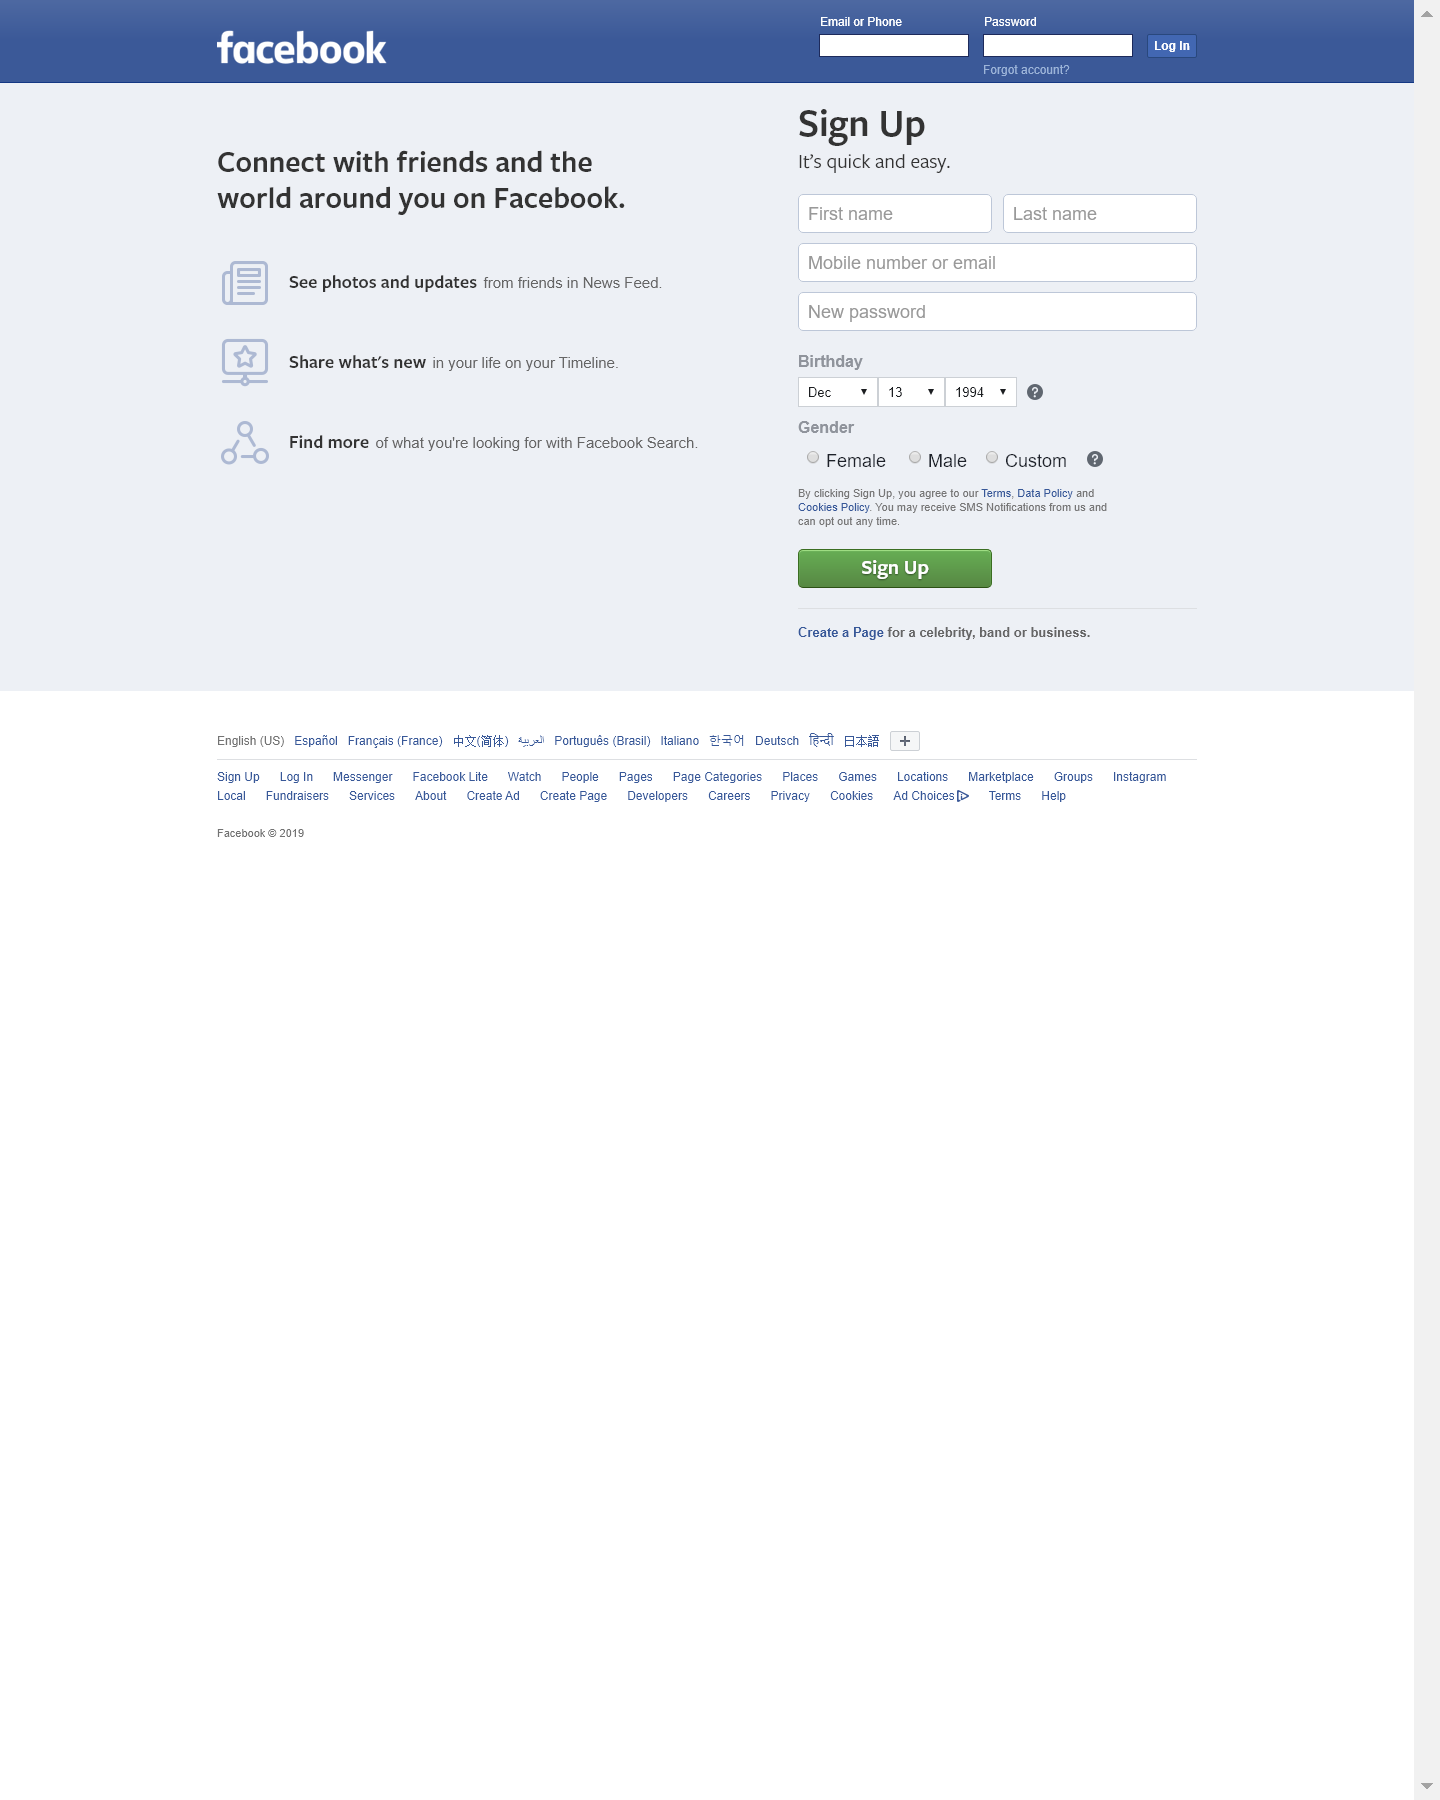 facebook
Email or Phone
Password
Log In
Forgot account?
Connect with friends and the
world around you on Facebook.
See photos and updates from friends in News Feed.
Share what's new in your life on your Timeline.
Find more of what you're looking for with Facebook Search.
Sign Up
It's quick and easy.
First name Last name
Mobile number or email
New password
Birthday
Dec 13 1994
Gender
Female Male Custom
By clicking Sign Up, you agree to our Terms, Data Policy and
Cookies Policy. You may receive SMS Notifications from us and
can opt out any time.
Sign Up
Create a Page for a celebrity, band or business.
English (US) Español Français (France) 中文(简体) العربية Português (Brasil) Italiano 한국어 Deutsch हिन्दी 日本語
Sign Up Log In Messenger Facebook Lite Watch People Pages Page Categories Places Games Locations Marketplace Groups Instagram
Local Fundraisers Services About Create Ad Create Page Developers Careers Privacy Cookies Ad Choices Terms Help
Facebook © 2019